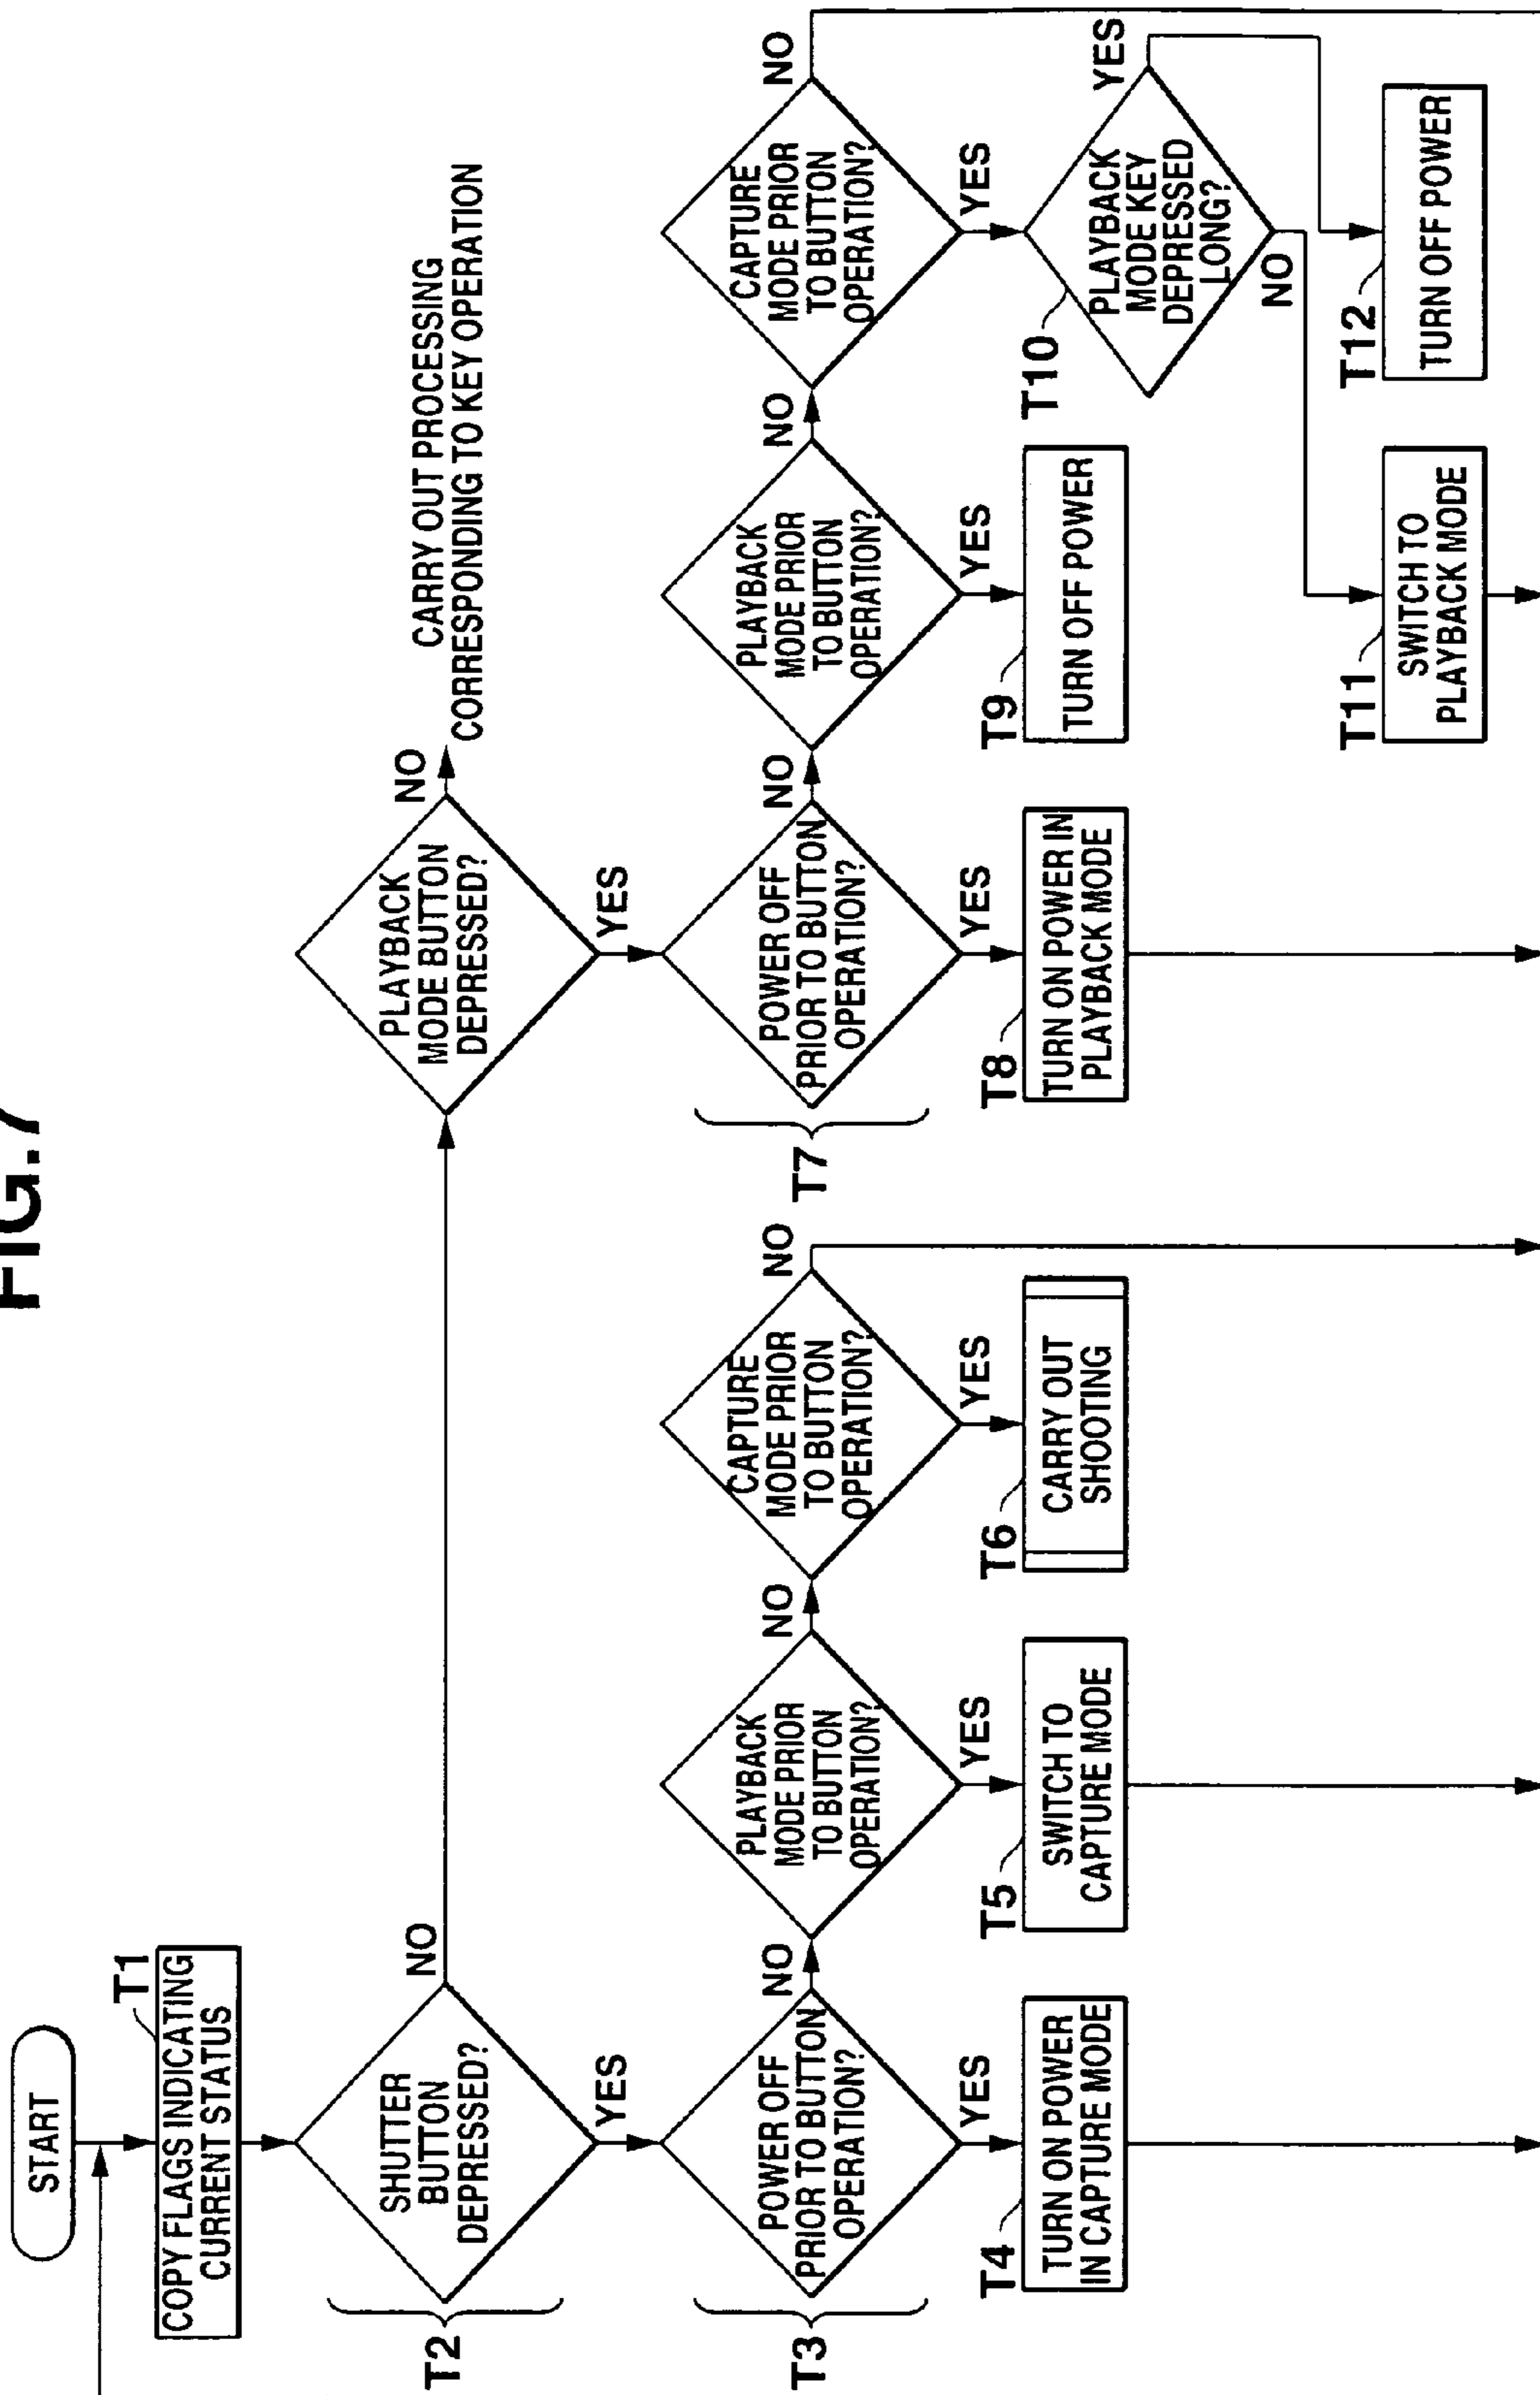 FIG.7
START
T1
COPY FLAGS INDICATING
CURRENT STATUS
T2
SHUTTER
BUTTON
DEPRESSED?
NO
YES
PLAYBACK
MODE BUTTON
DEPRESSED?
NO
YES
CARRY OUT PROCESSING
CORRESPONDING TO KEY OPERATION
T3
POWER OFF
PRIOR TO BUTTON
OPERATION?
NO
YES
PLAYBACK
MODE PRIOR
TO BUTTON
OPERATION?
NO
YES
CAPTURE
MODE PRIOR
TO BUTTON
OPERATION?
NO
YES
T7
POWER OFF
PRIOR TO BUTTON
OPERATION?
NO
YES
PLAYBACK
MODE PRIOR
TO BUTTON
OPERATION?
NO
YES
CAPTURE
MODE PRIOR
TO BUTTON
OPERATION?
NO
YES
T4
TURN ON POWER
IN CAPTURE MODE
T5
SWITCH TO
CAPTURE MODE
T6
CARRY OUT
SHOOTING
T8
TURN ON POWER IN
PLAYBACK MODE
T9
TURN OFF POWER
T10
PLAYBACK
MODE KEY
DEPRESSED
LONG?
YES
NO
T11
SWITCH TO
PLAYBACK MODE
T12
TURN OFF POWER